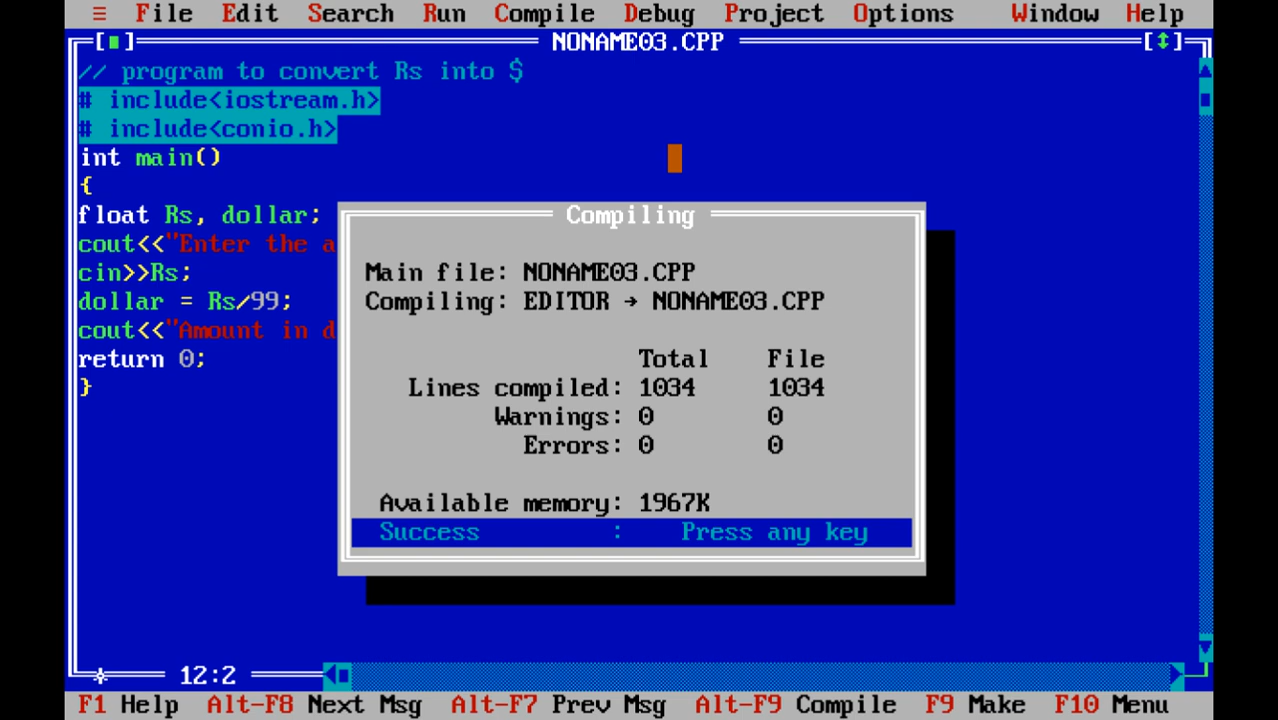 ≡ File Edit Search Run Compile Debug Project Options Window Help
[■] NONAME03.CPP [↕]
// program to convert Rs into $
# include<iostream.h>
# include<conio.h>
int main()
{
float Rs, dollar;
cout<<"Enter the a
cin>>Rs;
dollar = Rs/99;
cout<<"Amount in d
return 0;
}
Compiling
Main file: NONAME03.CPP
Compiling: EDITOR → NONAME03.CPP
Total File
Lines compiled: 1034 1034
Warnings: 0 0
Errors: 0 0
Available memory: 1967K
Success : Press any key
12:2
F1 Help Alt-F8 Next Msg Alt-F7 Prev Msg Alt-F9 Compile F9 Make F10 Menu